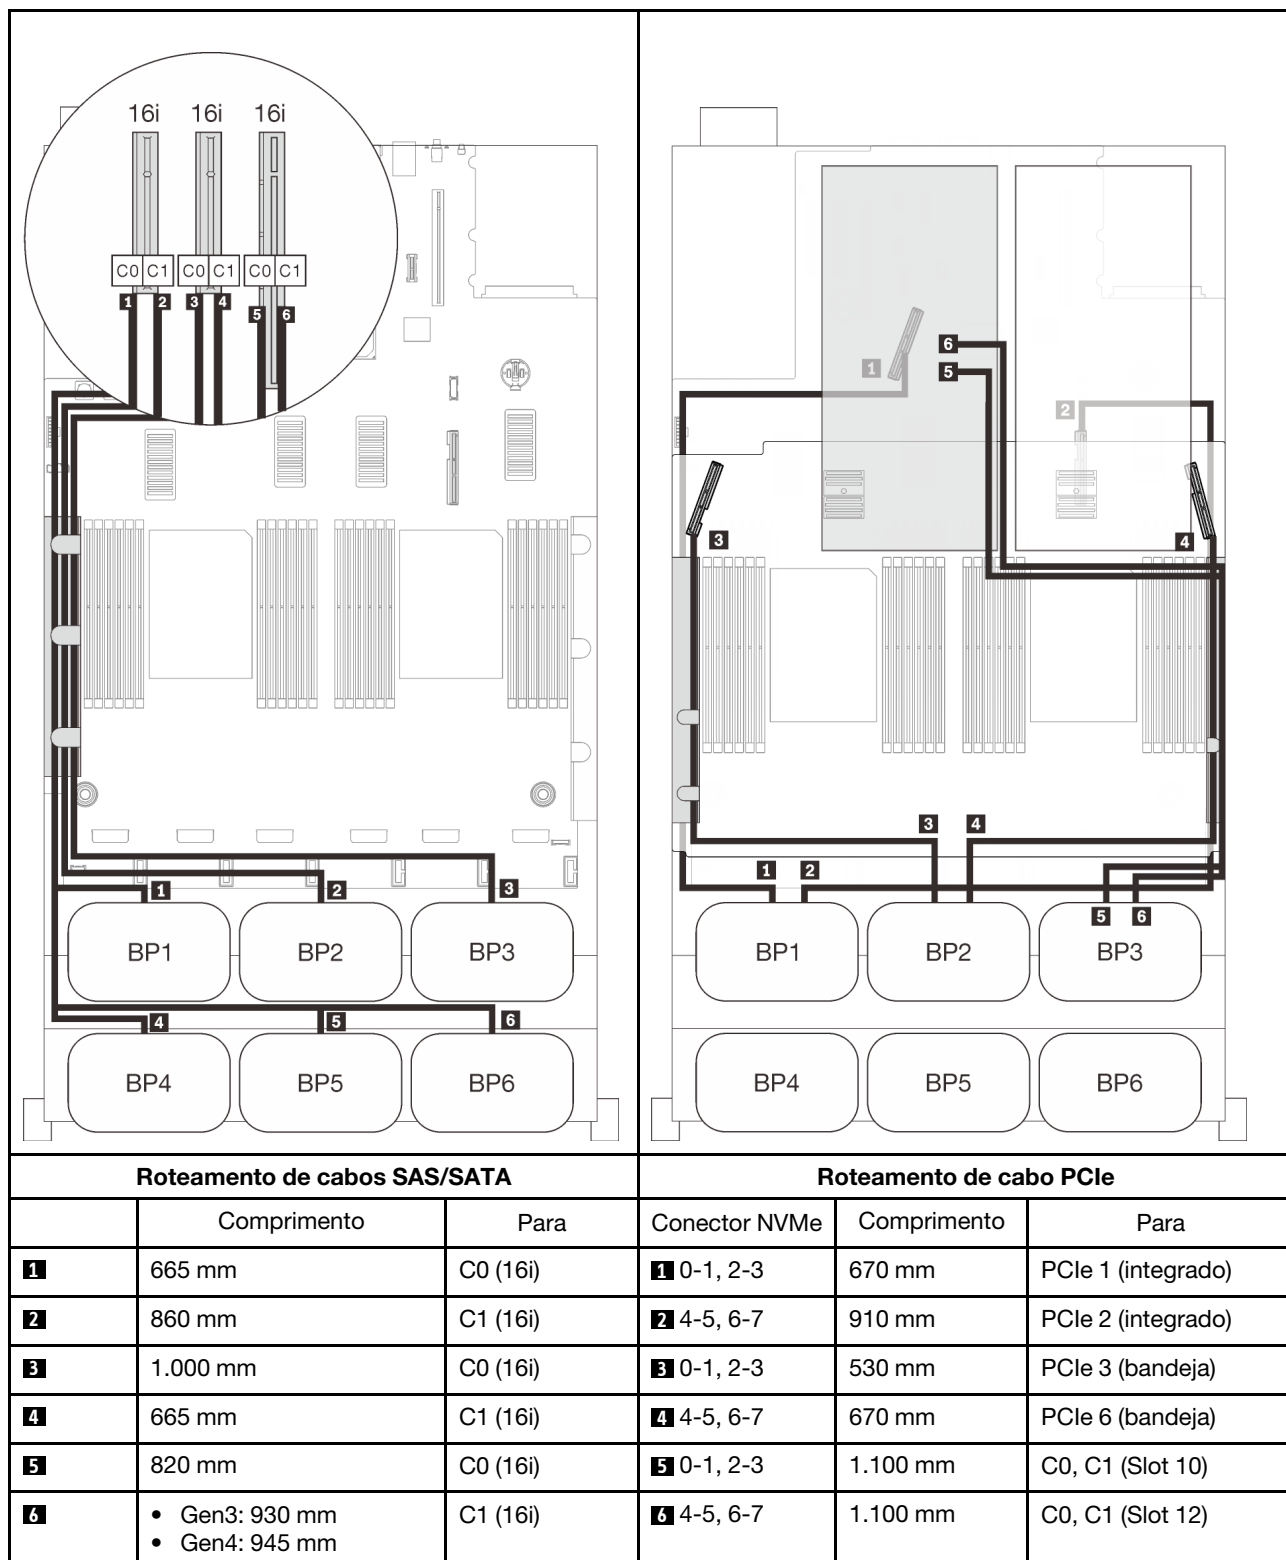 16i 16i 16i
C0 C1 C0 C1 C0 C1
1 2 3 4 5 6
1 2 3
BP1 BP2 BP3
4 5 6
BP4 BP5 BP6
6
1 5
2
3 4
3 4
1 2
5 6
BP1 BP2 BP3
BP4 BP5 BP6
Roteamento de cabos SAS/SATA Roteamento de cabo PCIe
Comprimento Para Conector NVMe Comprimento Para
1 665 mm C0 (16i) 1 0-1, 2-3 670 mm PCIe 1 (integrado)
2 860 mm C1 (16i) 2 4-5, 6-7 910 mm PCIe 2 (integrado)
3 1.000 mm C0 (16i) 3 0-1, 2-3 530 mm PCIe 3 (bandeja)
4 665 mm C1 (16i) 4 4-5, 6-7 670 mm PCIe 6 (bandeja)
5 820 mm C0 (16i) 5 0-1, 2-3 1.100 mm C0, C1 (Slot 10)
6 • Gen3: 930 mm C1 (16i) 6 4-5, 6-7 1.100 mm C0, C1 (Slot 12)
• Gen4: 945 mm